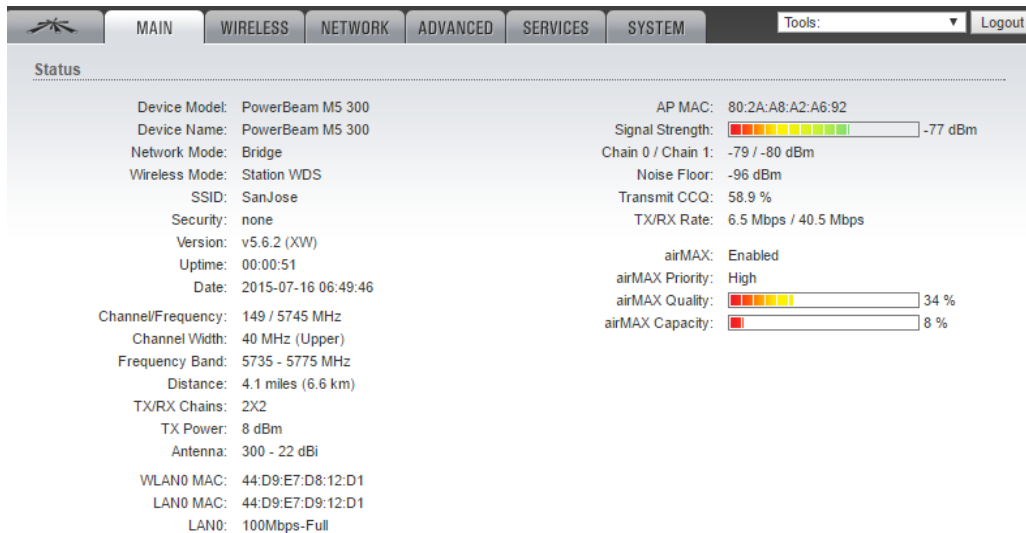 MAIN WIRELESS NETWORK ADVANCED SERVICES SYSTEM Tools: Logout
Status
Device Model: PowerBeam M5 300
Device Name: PowerBeam M5 300
Network Mode: Bridge
Wireless Mode: Station WDS
SSID: SanJose
Security: none
Version: v5.6.2 (XW)
Uptime: 00:00:51
Date: 2015-07-16 06:49:46
Channel/Frequency: 149 / 5745 MHz
Channel Width: 40 MHz (Upper)
Frequency Band: 5735 - 5775 MHz
Distance: 4.1 miles (6.6 km)
TX/RX Chains: 2X2
TX Power: 8 dBm
Antenna: 300 - 22 dBi
WLAN0 MAC: 44:D9:E7:D8:12:D1
LAN0 MAC: 44:D9:E7:D9:12:D1
LAN0: 100Mbps-Full
AP MAC: 80:2A:A8:A2:A6:92
Signal Strength: -77 dBm
Chain 0 / Chain 1: -79 / -80 dBm
Noise Floor: -96 dBm
Transmit CCQ: 58.9 %
TX/RX Rate: 6.5 Mbps / 40.5 Mbps
airMAX: Enabled
airMAX Priority: High
airMAX Quality: 34 %
airMAX Capacity: 8 %